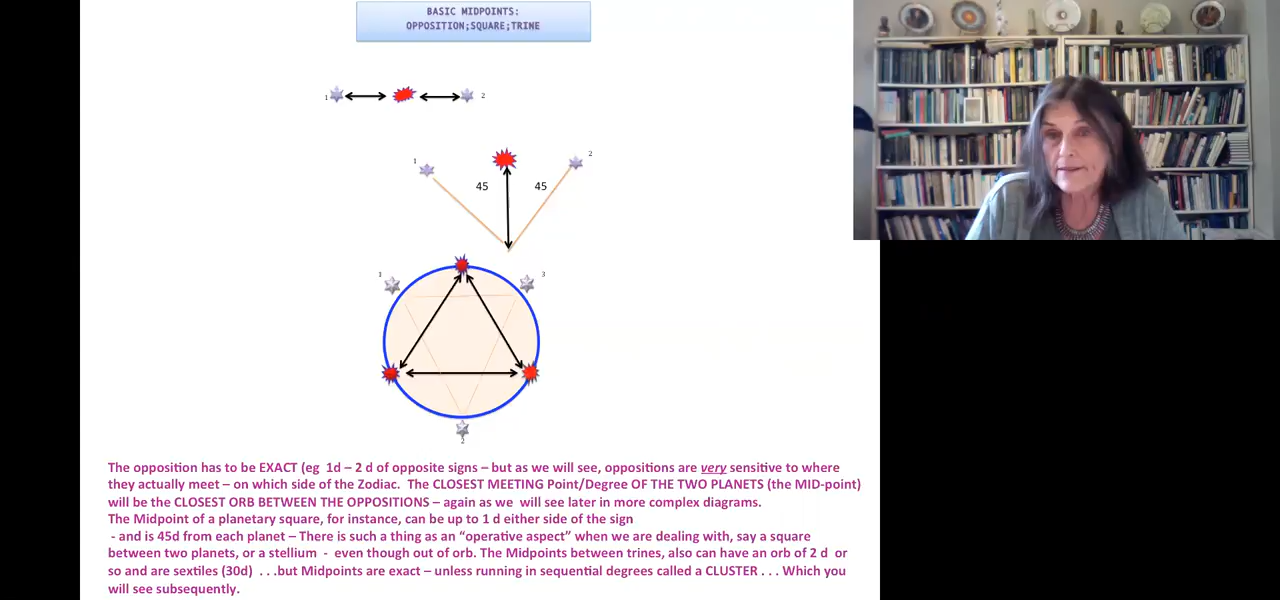 BASIC MIDPOINTS:
OPPOSITION;SQUARE;TRINE
1
2
1
2
45
45
1
3
2
The opposition has to be EXACT (eg 1d – 2 d of opposite signs – but as we will see, oppositions are very sensitive to where
they actually meet – on which side of the Zodiac. The CLOSEST MEETING Point/Degree OF THE TWO PLANETS (the MID-point)
will be the CLOSEST ORB BETWEEN THE OPPOSITIONS – again as we will see later in more complex diagrams.
The Midpoint of a planetary square, for instance, can be up to 1 d either side of the sign
- and is 45d from each planet – There is such a thing as an “operative aspect” when we are dealing with, say a square
between two planets, or a stellium - even though out of orb. The Midpoints between trines, also can have an orb of 2 d or
so and are sextiles (30d) . . .but Midpoints are exact – unless running in sequential degrees called a CLUSTER . . . Which you
will see subsequently.